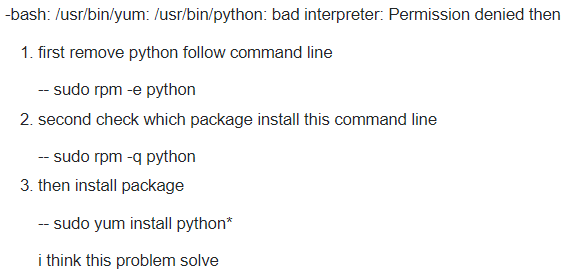 -bash: /usr/bin/yum: /usr/bin/python: bad interpreter: Permission denied then
1. first remove python follow command line
-- sudo rpm -e python
2. second check which package install this command line
-- sudo rpm -q python
3. then install package
-- sudo yum install python*
i think this problem solve